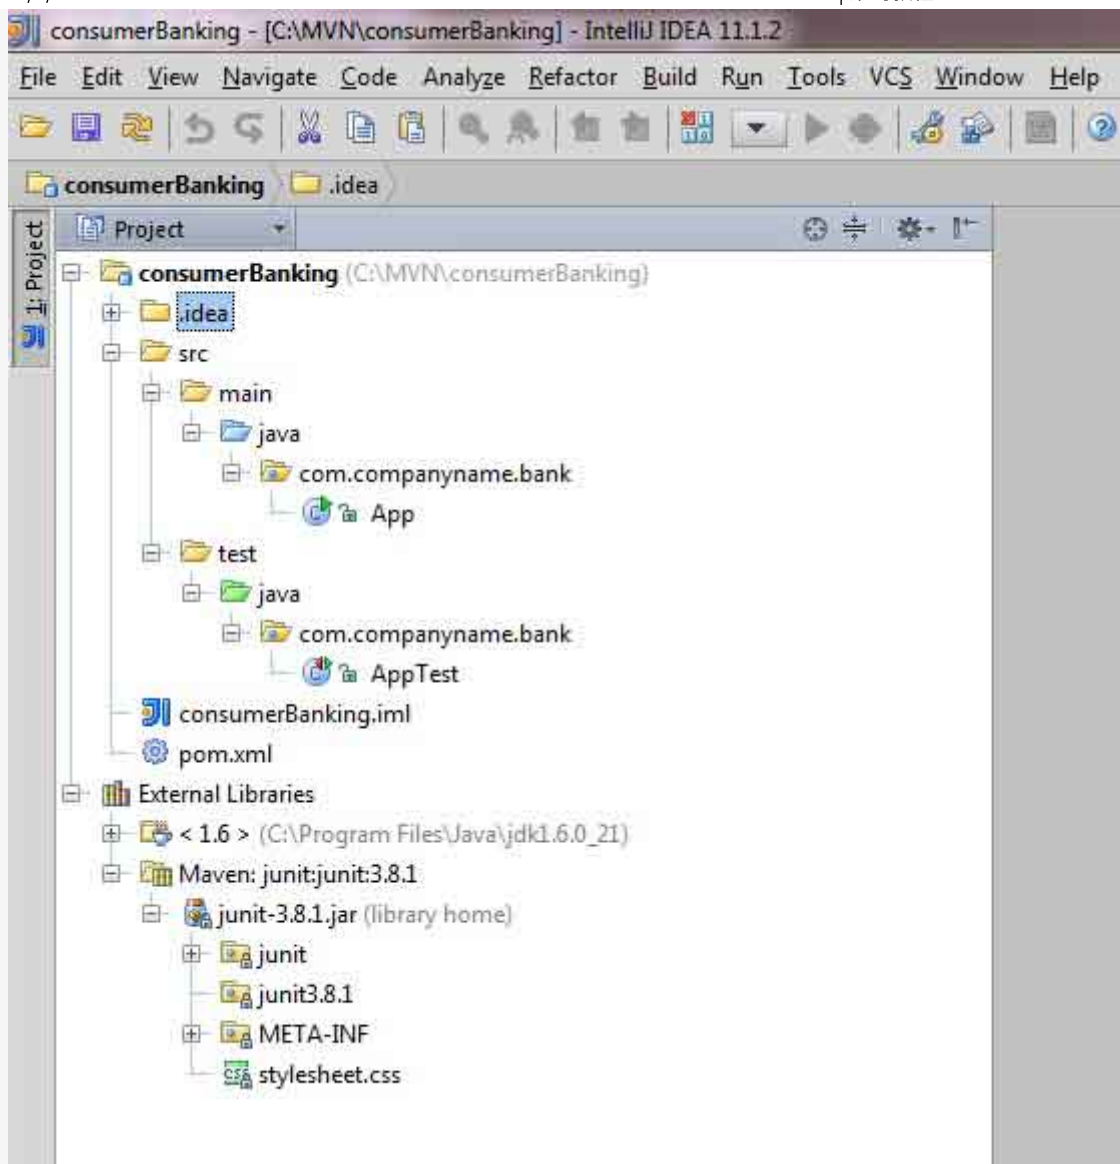 consumerBanking - [C:\MVN\consumerBanking] - IntelliJ IDEA 11.1.2
File Edit View Navigate Code Analyze Refactor Build Run Tools VCS Window Help
consumerBanking .idea
1: Project
Project
consumerBanking (C:\MVN\consumerBanking)
.idea
src
main
java
com.companyname.bank
App
test
java
com.companyname.bank
AppTest
consumerBanking.iml
pom.xml
External Libraries
< 1.6 > (C:\Program Files\Java\jdk1.6.0_21)
Maven: junit:junit:3.8.1
junit-3.8.1.jar (library home)
junit
junit3.8.1
META-INF
stylesheet.css